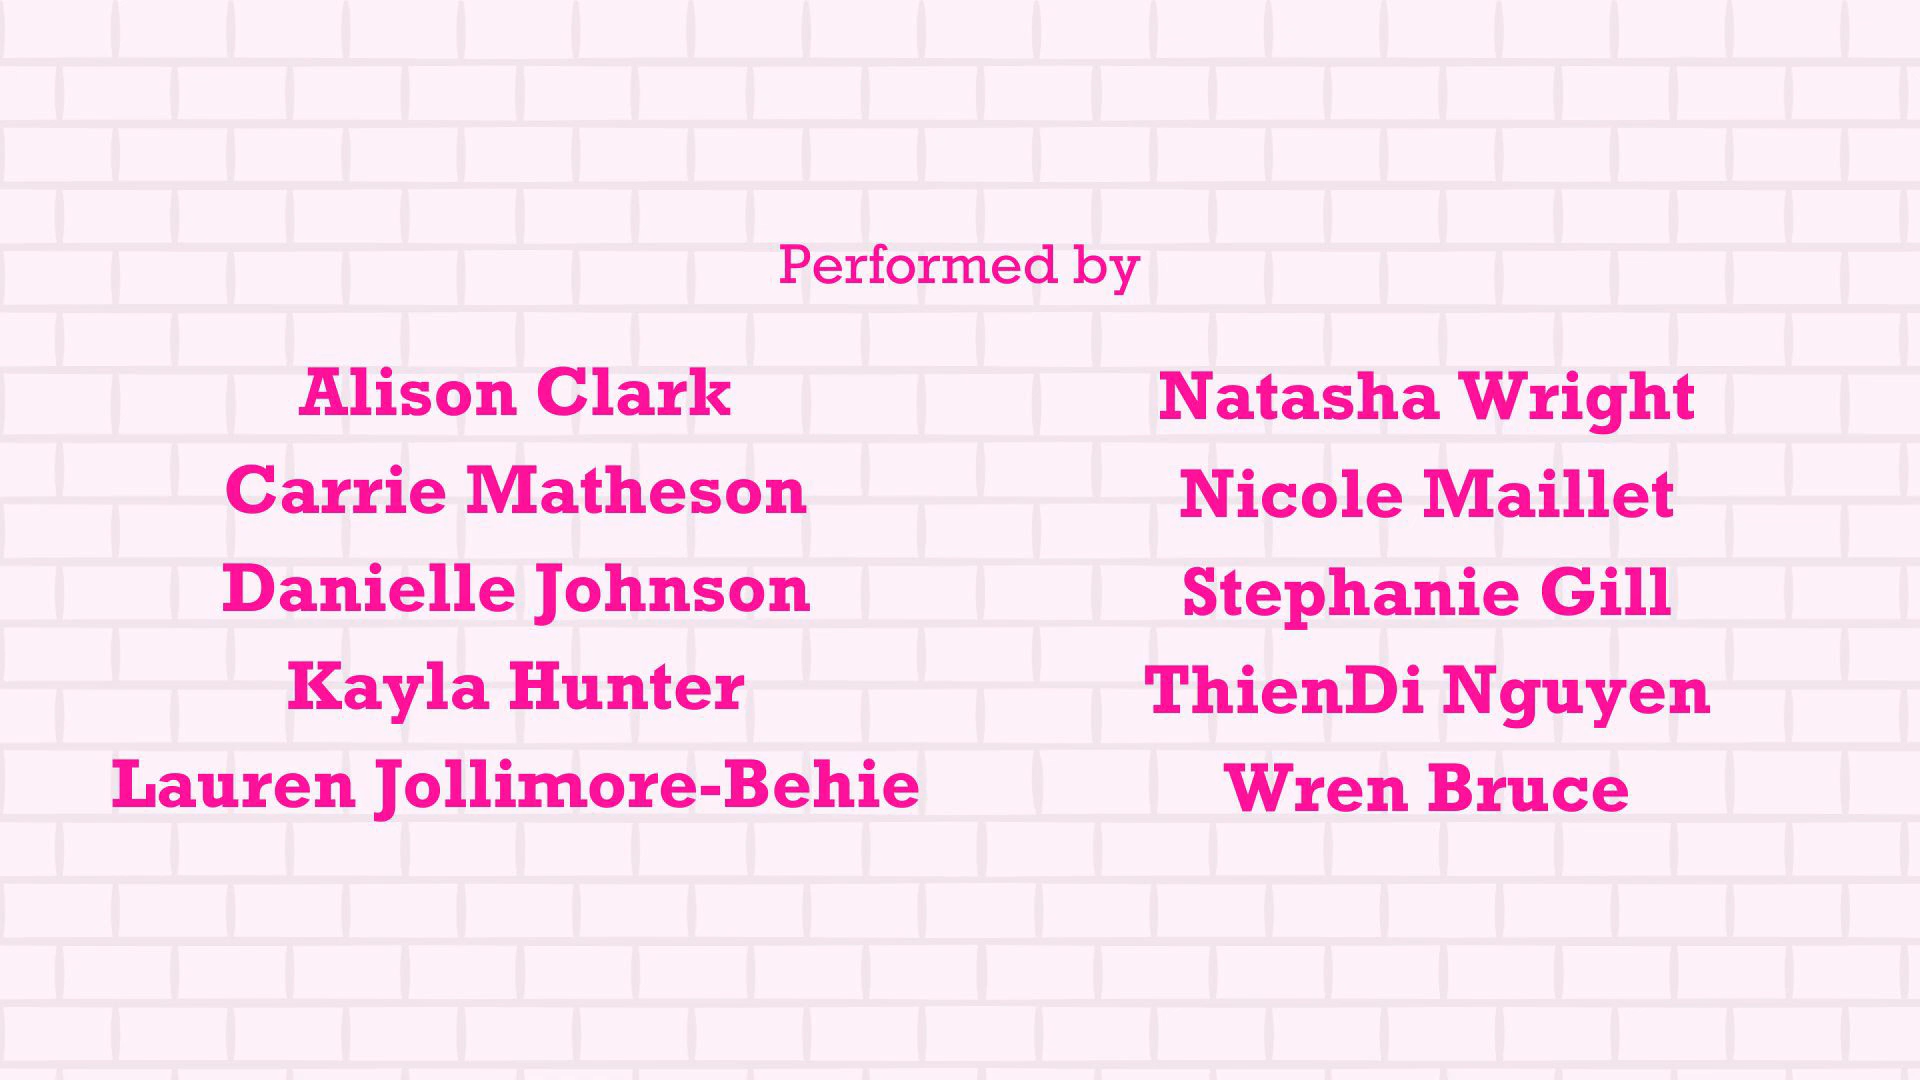 Performed by
Alison Clark
Carrie Matheson
Danielle Johnson
Kayla Hunter
Lauren Jollimore-Behie
Natasha Wright
Nicole Maillet
Stephanie Gill
ThienDi Nguyen
Wren Bruce